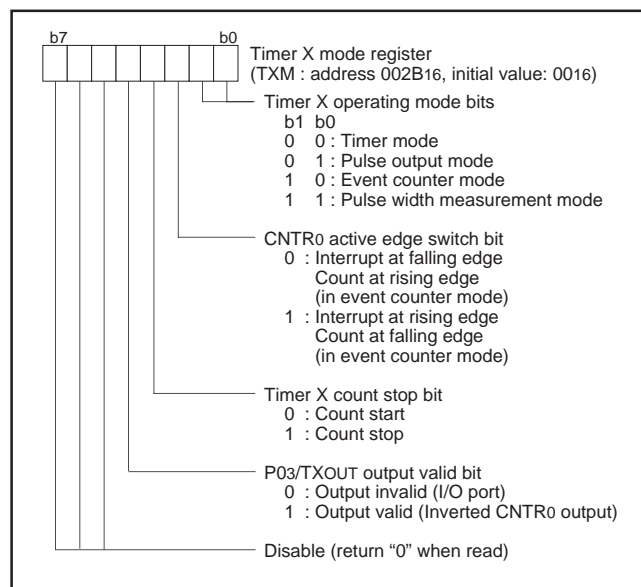 b7 b0
Timer X mode register
(TXM : address 002B16, initial value: 0016)
Timer X operating mode bits
b1 b0
0 0 : Timer mode
0 1 : Pulse output mode
1 0 : Event counter mode
1 1 : Pulse width measurement mode
CNTR0 active edge switch bit
0 : Interrupt at falling edge
Count at rising edge
(in event counter mode)
1 : Interrupt at rising edge
Count at falling edge
(in event counter mode)
Timer X count stop bit
0 : Count start
1 : Count stop
P03/TXOUT output valid bit
0 : Output invalid (I/O port)
1 : Output valid (Inverted CNTR0 output)
Disable (return “0” when read)